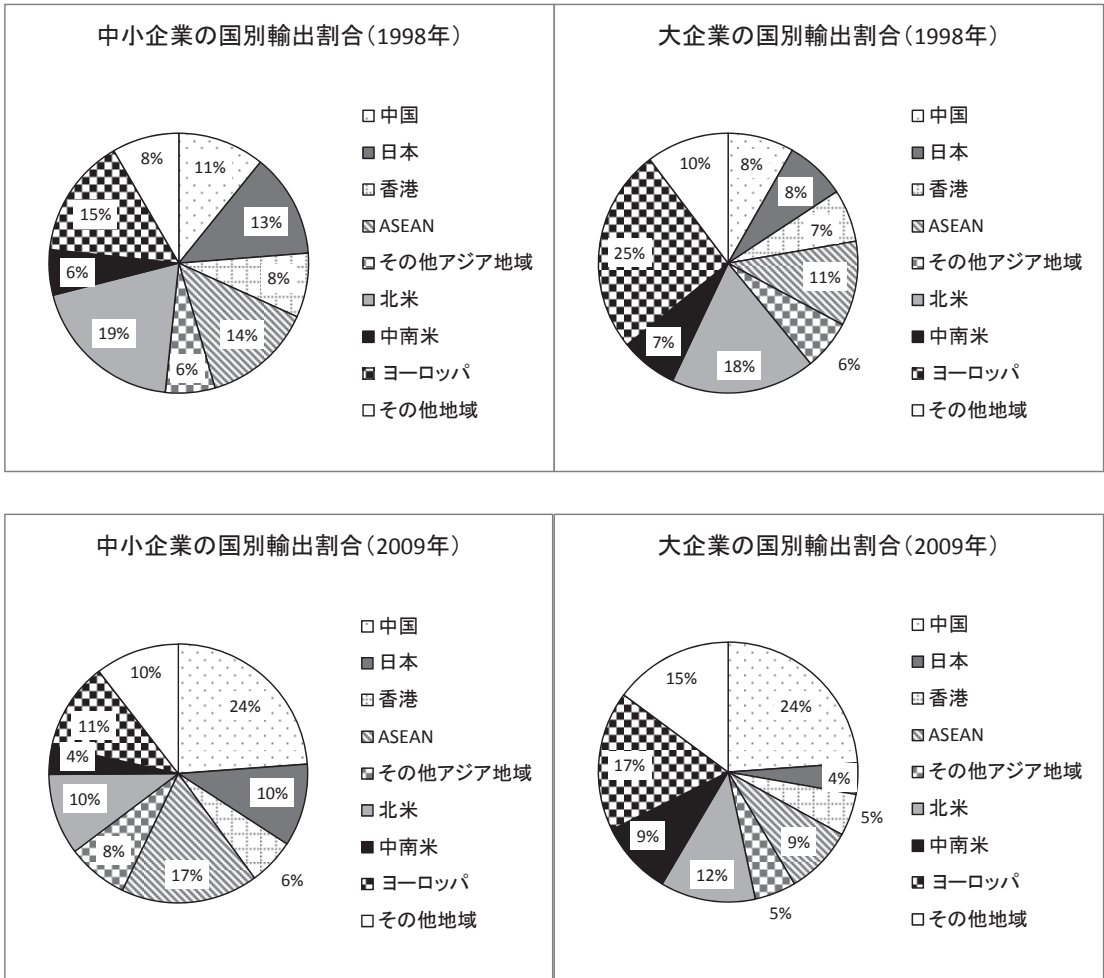 中小企業の国別輸出割合（1998年）
8%
11%
13%
8%
14%
6%
19%
6%
15%
中国
日本
香港
ASEAN
その他アジア地域
北米
中南米
ヨーロッパ
その他地域
大企業の国別輸出割合（1998年）
10%
8%
8%
7%
11%
6%
18%
7%
25%
中国
日本
香港
ASEAN
その他アジア地域
北米
中南米
ヨーロッパ
その他地域
中小企業の国別輸出割合（2009年）
10%
24%
10%
6%
17%
8%
10%
4%
11%
中国
日本
香港
ASEAN
その他アジア地域
北米
中南米
ヨーロッパ
その他地域
大企業の国別輸出割合（2009年）
15%
24%
4%
5%
9%
5%
12%
9%
17%
中国
日本
香港
ASEAN
その他アジア地域
北米
中南米
ヨーロッパ
その他地域